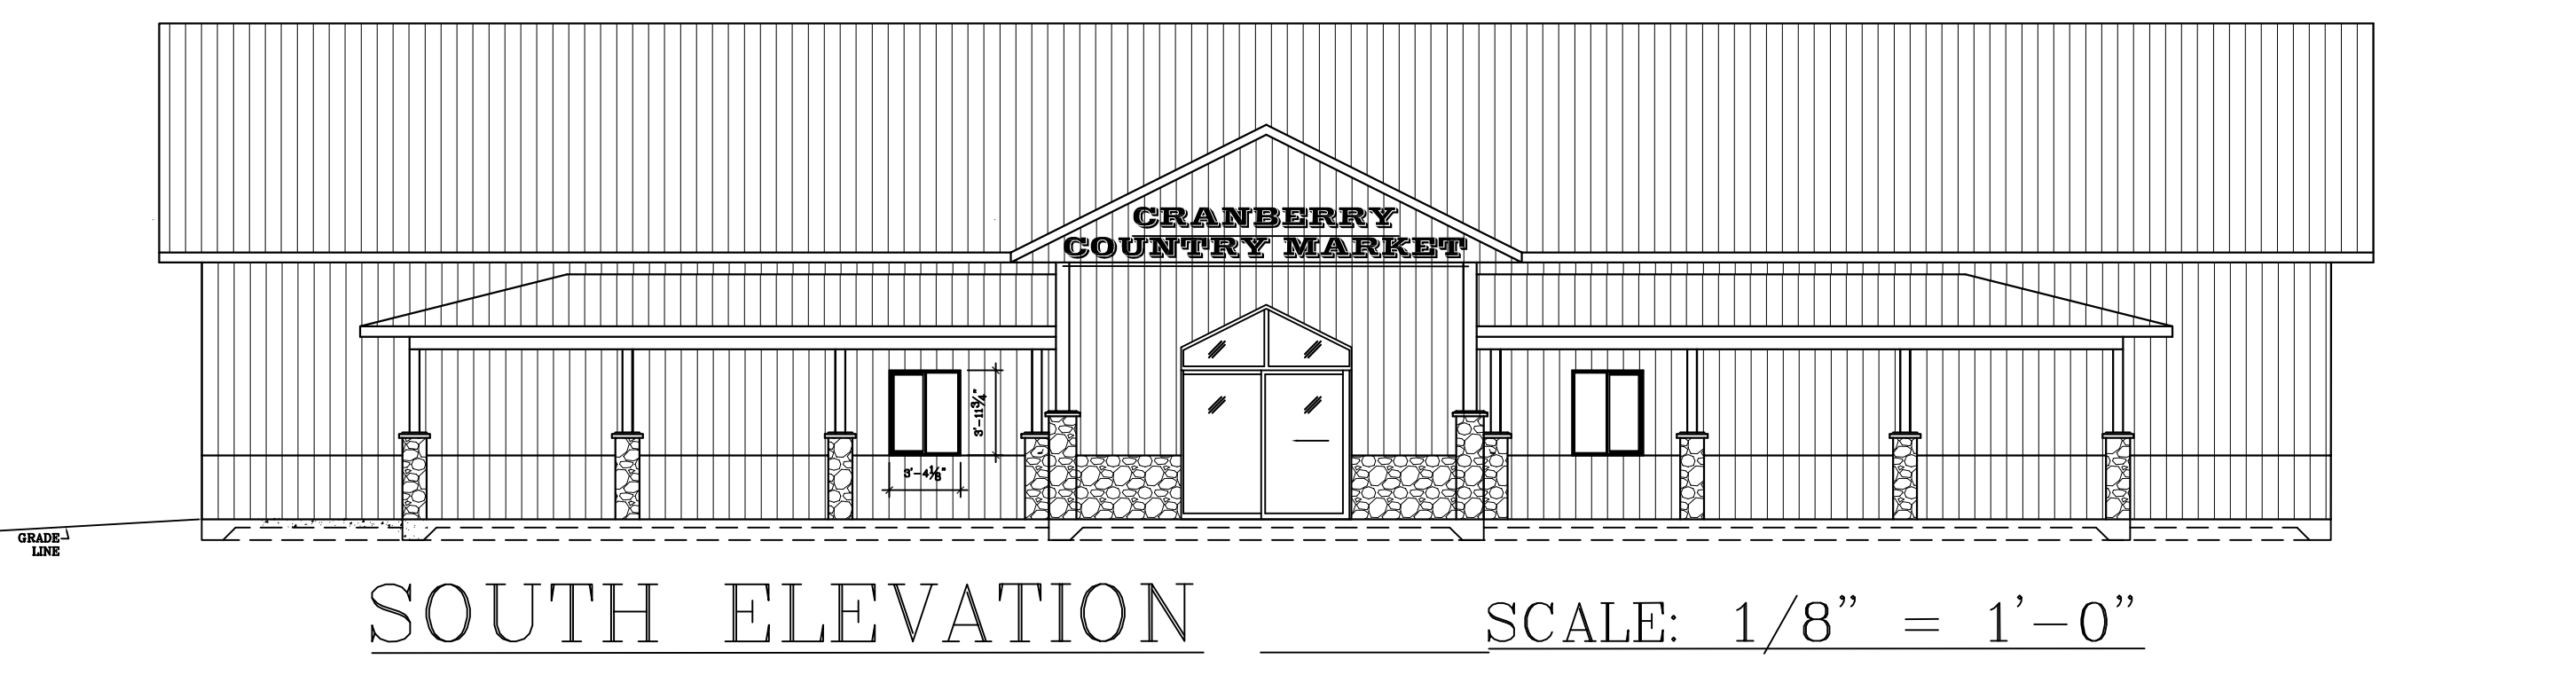 CRANBERRY
COUNTRY MARKET
3'-11¾"
3'-4⅛"
GRADE
LINE
SOUTH ELEVATION
SCALE: 1/8" = 1'-0"